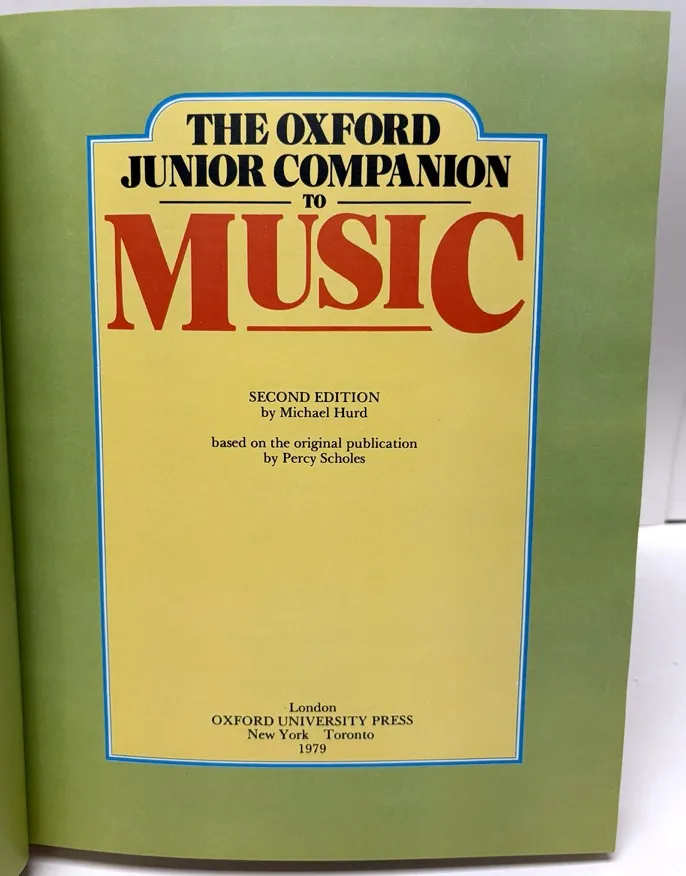 THE OXFORD
JUNIOR COMPANION
TO
MUSIC
SECOND EDITION
by Michael Hurd
based on the original publication
by Percy Scholes
London
OXFORD UNIVERSITY PRESS
New York Toronto
1979